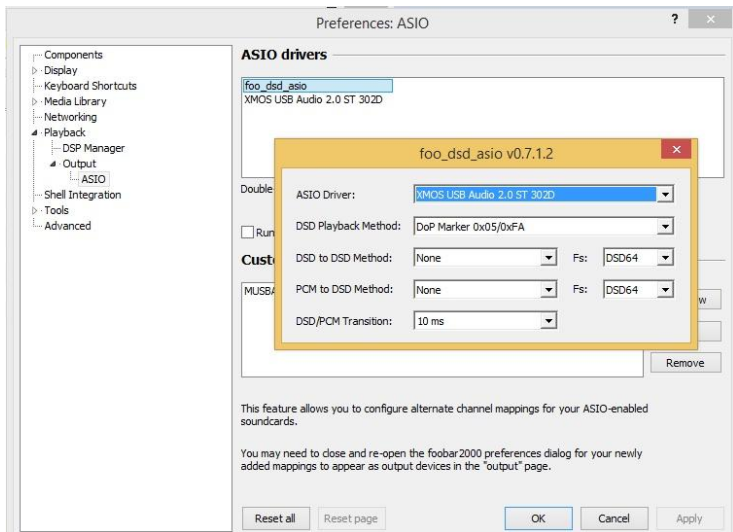 Preferences: ASIO
?
×
Components
Display
Keyboard Shortcuts
Media Library
Networking
Playback
DSP Manager
Output
ASIO
Shell Integration
Tools
Advanced
ASIO drivers
foo_dsd_asio
XMOS USB Audio 2.0 ST 302D
Double
Run
Cust
MUSBA
w
Remove
foo_dsd_asio v0.7.1.2
×
ASIO Driver: XMOS USB Audio 2.0 ST 302D
DSD Playback Method: DoP Marker 0x05/0xFA
DSD to DSD Method: None Fs: DSD64
PCM to DSD Method: None Fs: DSD64
DSD/PCM Transition: 10 ms
This feature allows you to configure alternate channel mappings for your ASIO-enabled
soundcards.
You may need to close and re-open the foobar2000 preferences dialog for your newly
added mappings to appear as output devices in the "output" page.
Reset all Reset page OK Cancel Apply